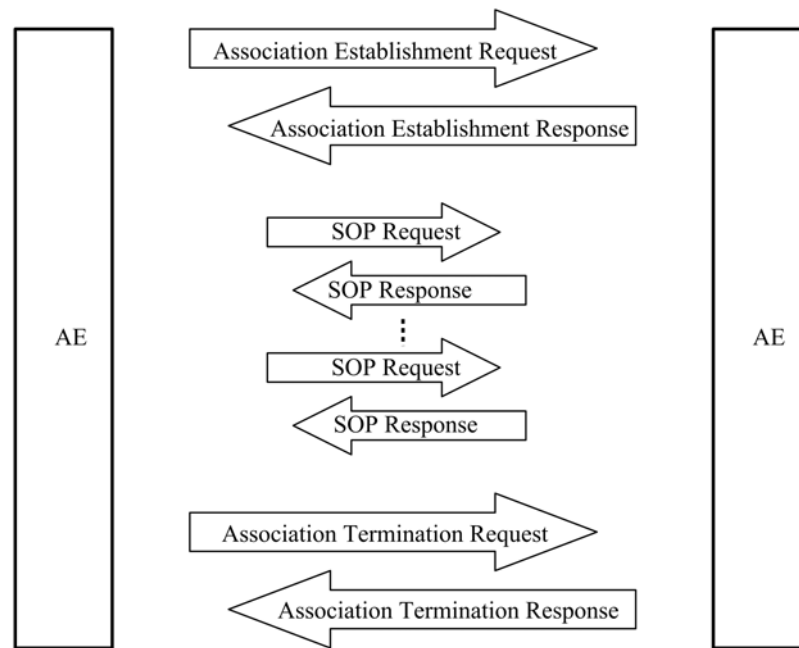 Association Establishment Request
Association Establishment Response
SOP Request
SOP Response
AE
AE
SOP Request
SOP Response
Association Termination Request
Association Termination Response